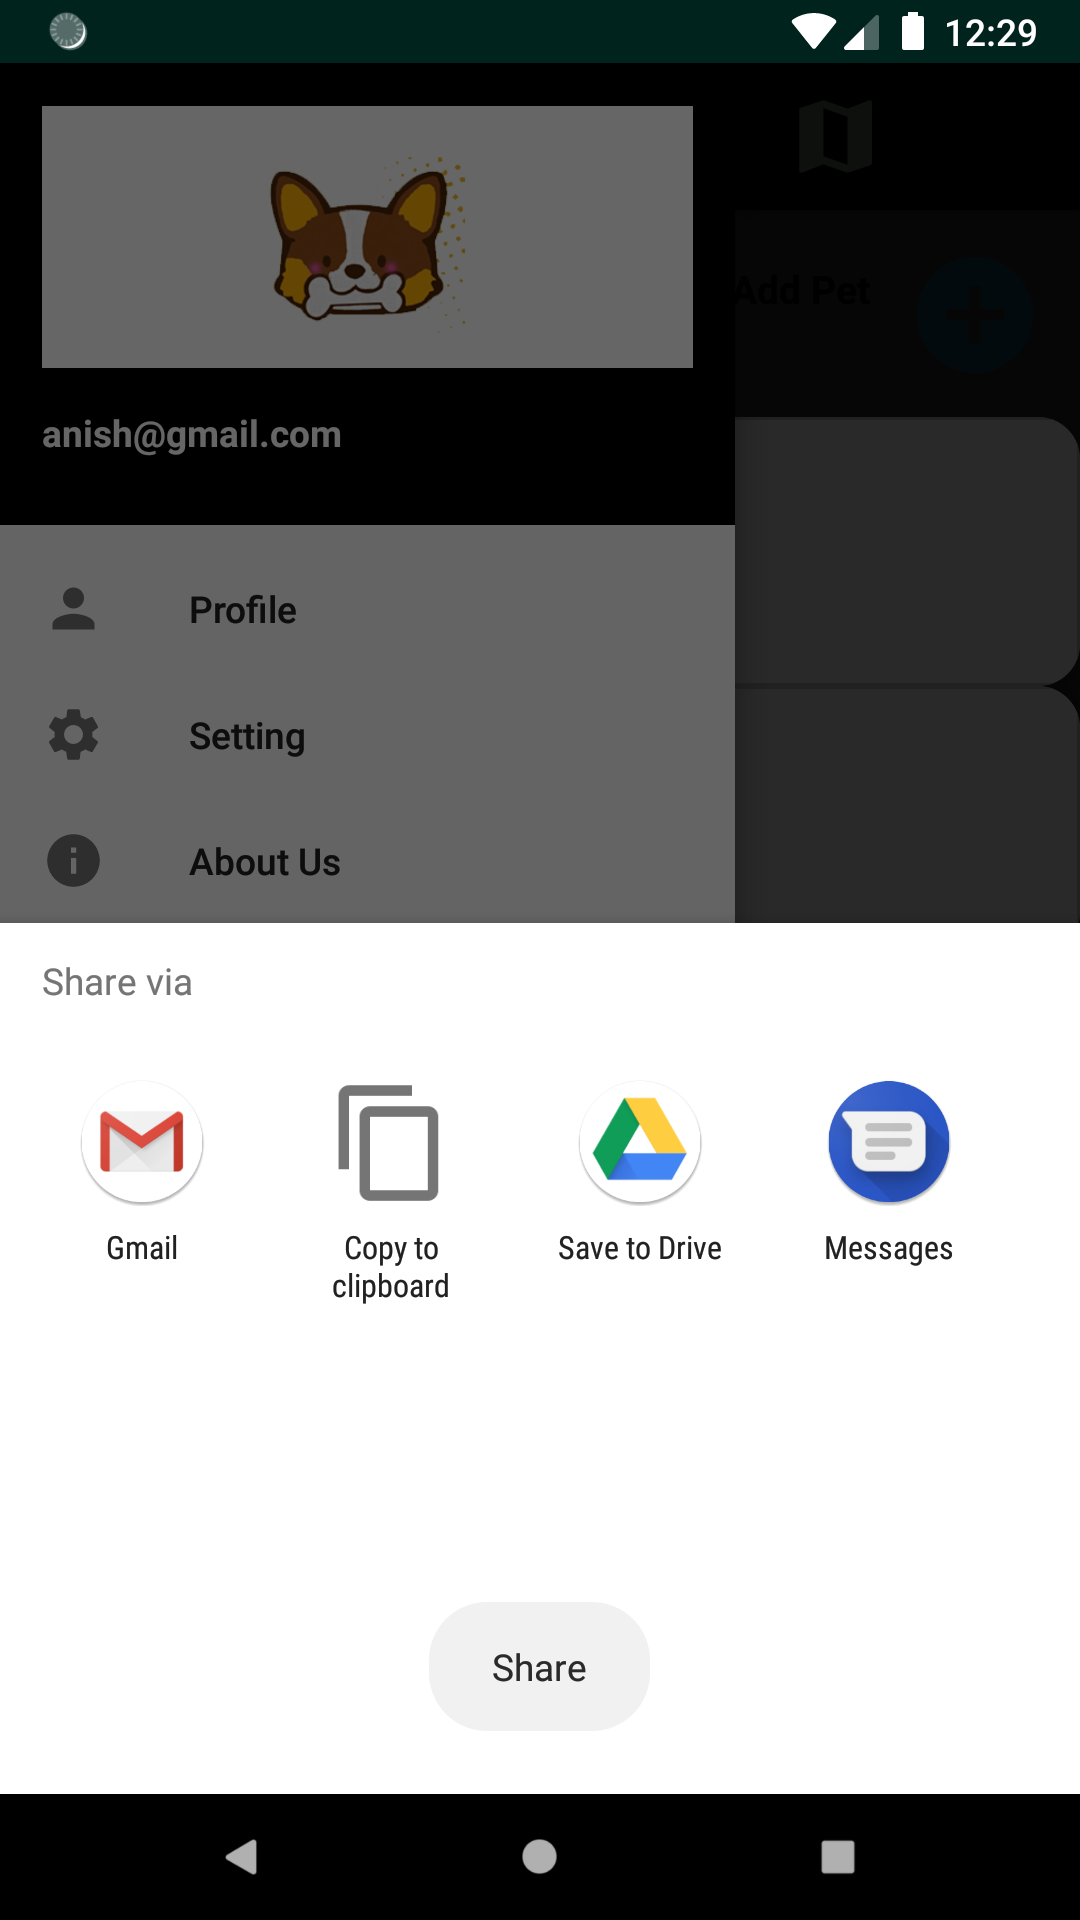 12:29
Add Pet
anish@gmail.com
Profile
Setting
About Us
Share via
Gmail
Copy to
clipboard
Save to Drive
Messages
Share